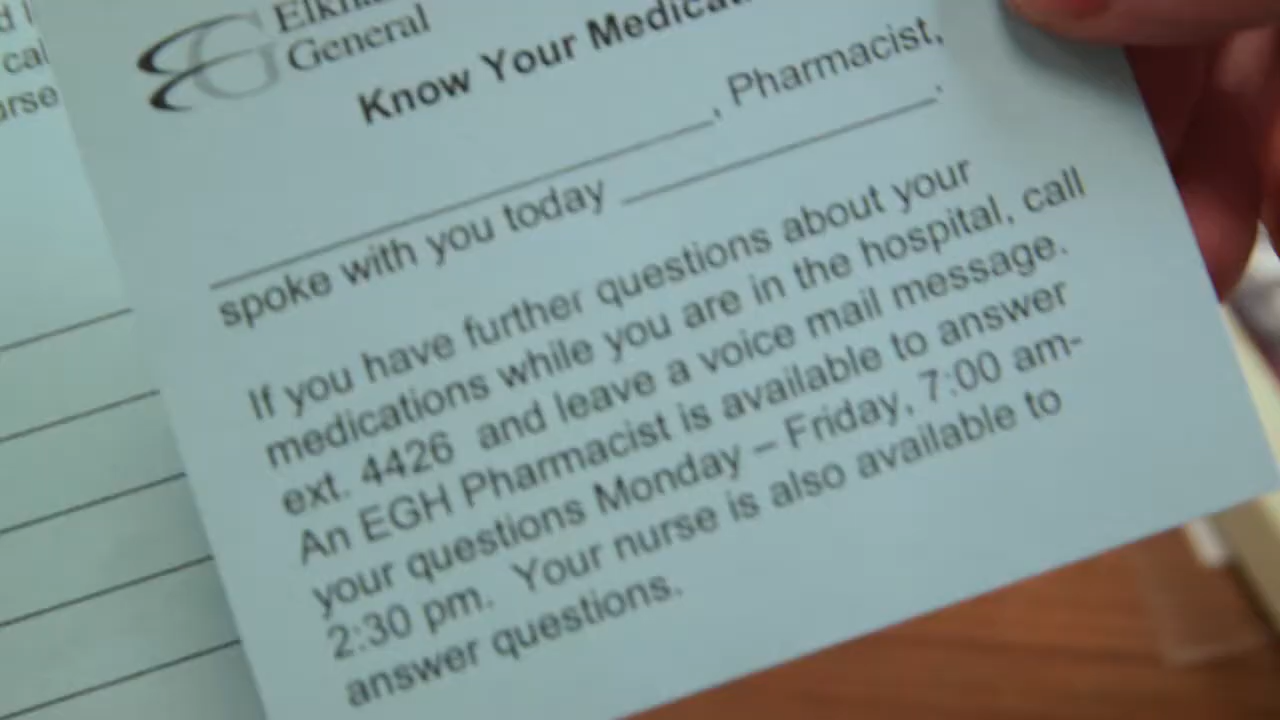 General
Know Your
, Pharmacist,
spoke with you today .
If you have further questions about your
medications while you are in the hospital, call
ext. 4426 and leave a voice mail message.
An EGH Pharmacist is available to answer
your questions Monday – Friday, 7:00 am-
2:30 pm. Your nurse is also available to
answer questions.